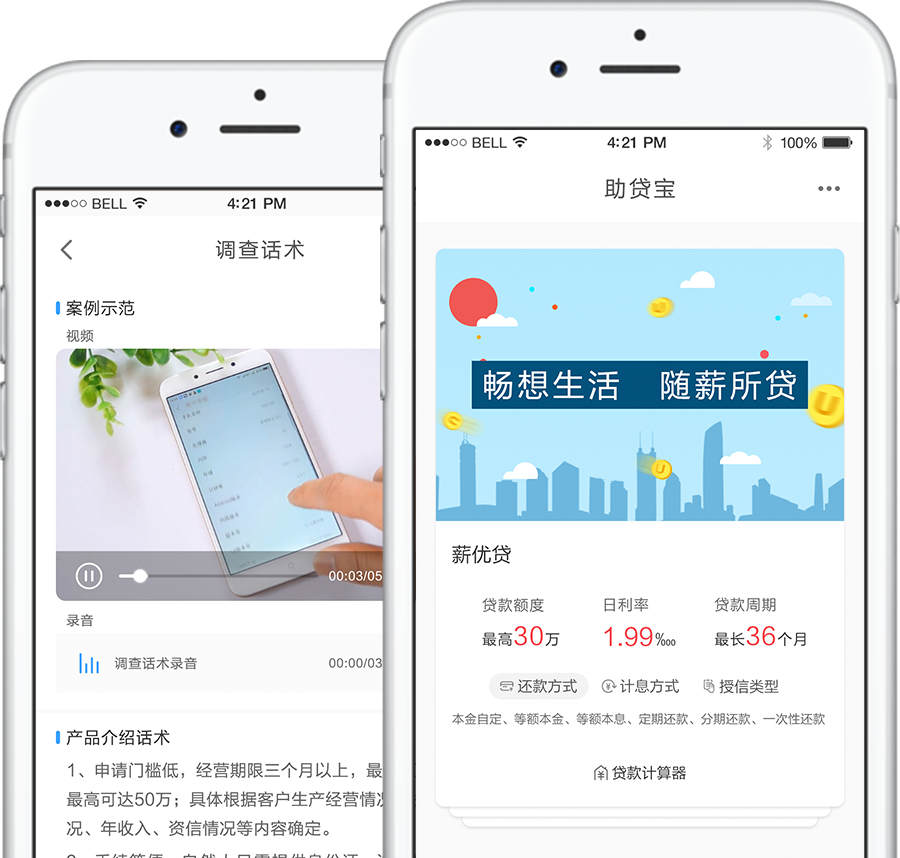 BELL
4:21 PM
调查话术
案例示范
视频
00:03/05
录音
调查话术录音
00:00/03
产品介绍话术
1、申请门槛低，经营期限三个月以上，最
最高可达50万；具体根据客户生产经营情况
况、年收入、资信情况等内容确定。
BELL
4:21 PM
100%
助贷宝
畅想生活 随薪所贷
薪优贷
贷款额度 日利率 贷款周期
最高30万 1.99‱ 最长36个月
还款方式 计息方式 授信类型
本金自定、等额本金、等额本息、定期还款、分期还款、一次性还款
贷款计算器